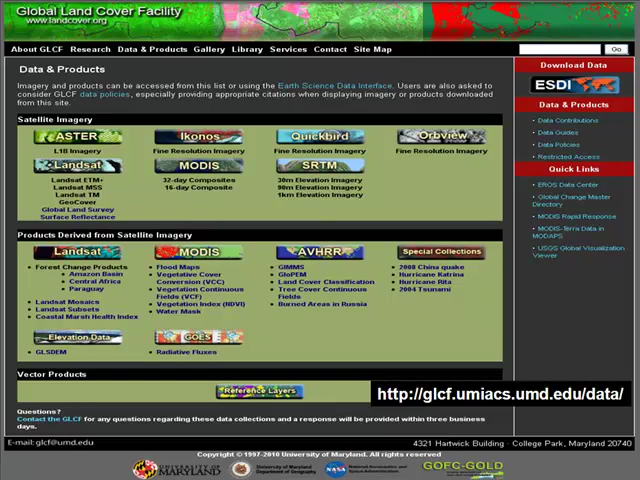 Global Land Cover Facility
www.landcover.org
About GLCF Research Data & Products Gallery Library Services Contact Site Map Go
Data & Products
Imagery and products can be accessed from this list or using the Earth Science Data Interface. Users are also asked to
consider GLCF data policies, especially providing appropriate citations when displaying imagery or products downloaded
from this site.
Satellite Imagery
ASTER Ikonos Quickbird Orbview
L1B Imagery Fine Resolution Imagery Fine Resolution Imagery Fine Resolution Imagery
Landsat MODIS SRTM
Landsat ETM+ 32-day Composites 30m Elevation Imagery
Landsat MSS 16-day Composite 90m Elevation Imagery
Landsat TM 1km Elevation Imagery
GeoCover
Global Land Survey
Surface Reflectance
Products Derived from Satellite Imagery
Landsat
• Forest Change Products
• Amazon Basin
• Central Africa
• Paraguay
• Landsat Mosaics
• Landsat Subsets
• Coastal Marsh Health Index
MODIS
• Flood Maps
• Vegetative Cover
Conversion (VCC)
• Vegetation Continuous
Fields (VCF)
• Vegetation Index (NDVI)
• Water Mask
AVHRR
• GIMMS
• GloPEM
• Land Cover Classification
• Tree Cover Continuous
Fields
• Burned Areas in Russia
Special Collections
• 2008 China quake
• Hurricane Katrina
• Hurricane Rita
• 2004 Tsunami
Elevation Data
• GLSDEM
GOES
• Radiative Fluxes
Vector Products
Reference Layers
Questions?
Contact the GLCF for any questions regarding these data collections and a response will be provided within three business
days.
Download Data
ESDI
Data & Products
• Data Contributions
• Data Guides
• Data Policies
• Restricted Access
Quick Links
• EROS Data Center
• Global Change Master
Directory
• MODIS Rapid Response
• MODIS-Terra Data in
MODAPS
• USGS Global Visualization
Viewer
http://glcf.umiacs.umd.edu/data/
E-mail: glcf@umd.edu 4321 Hartwick Building · College Park, Maryland 20740
Copyright © 1997-2010 University of Maryland. All rights reserved
UNIVERSITY OF
MARYLAND
University of Maryland
Department of Geography
NASA
National Aeronautics and
Space Administration
GOFC-GOLD